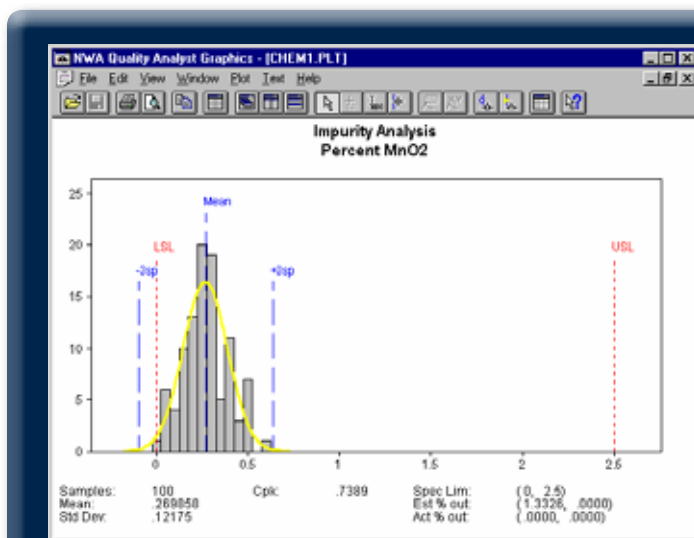 NWA Quality Analyst Graphics - [CHEM1.PLT]
File Edit View Window Plot Text Help
Impurity Analysis
Percent MnO2
25
Mean
20
LSL
USL
-3sp
+3sp
15
10
5
0
0 0.5 1 1.5 2 2.5
Samples: 100 Cpk: .7389 Spec Lim: ( 0, 2.5)
Mean: .269858 Est % out: (1.3326, .0000)
Std Dev: .12175 Act % out: (.0000, .0000)